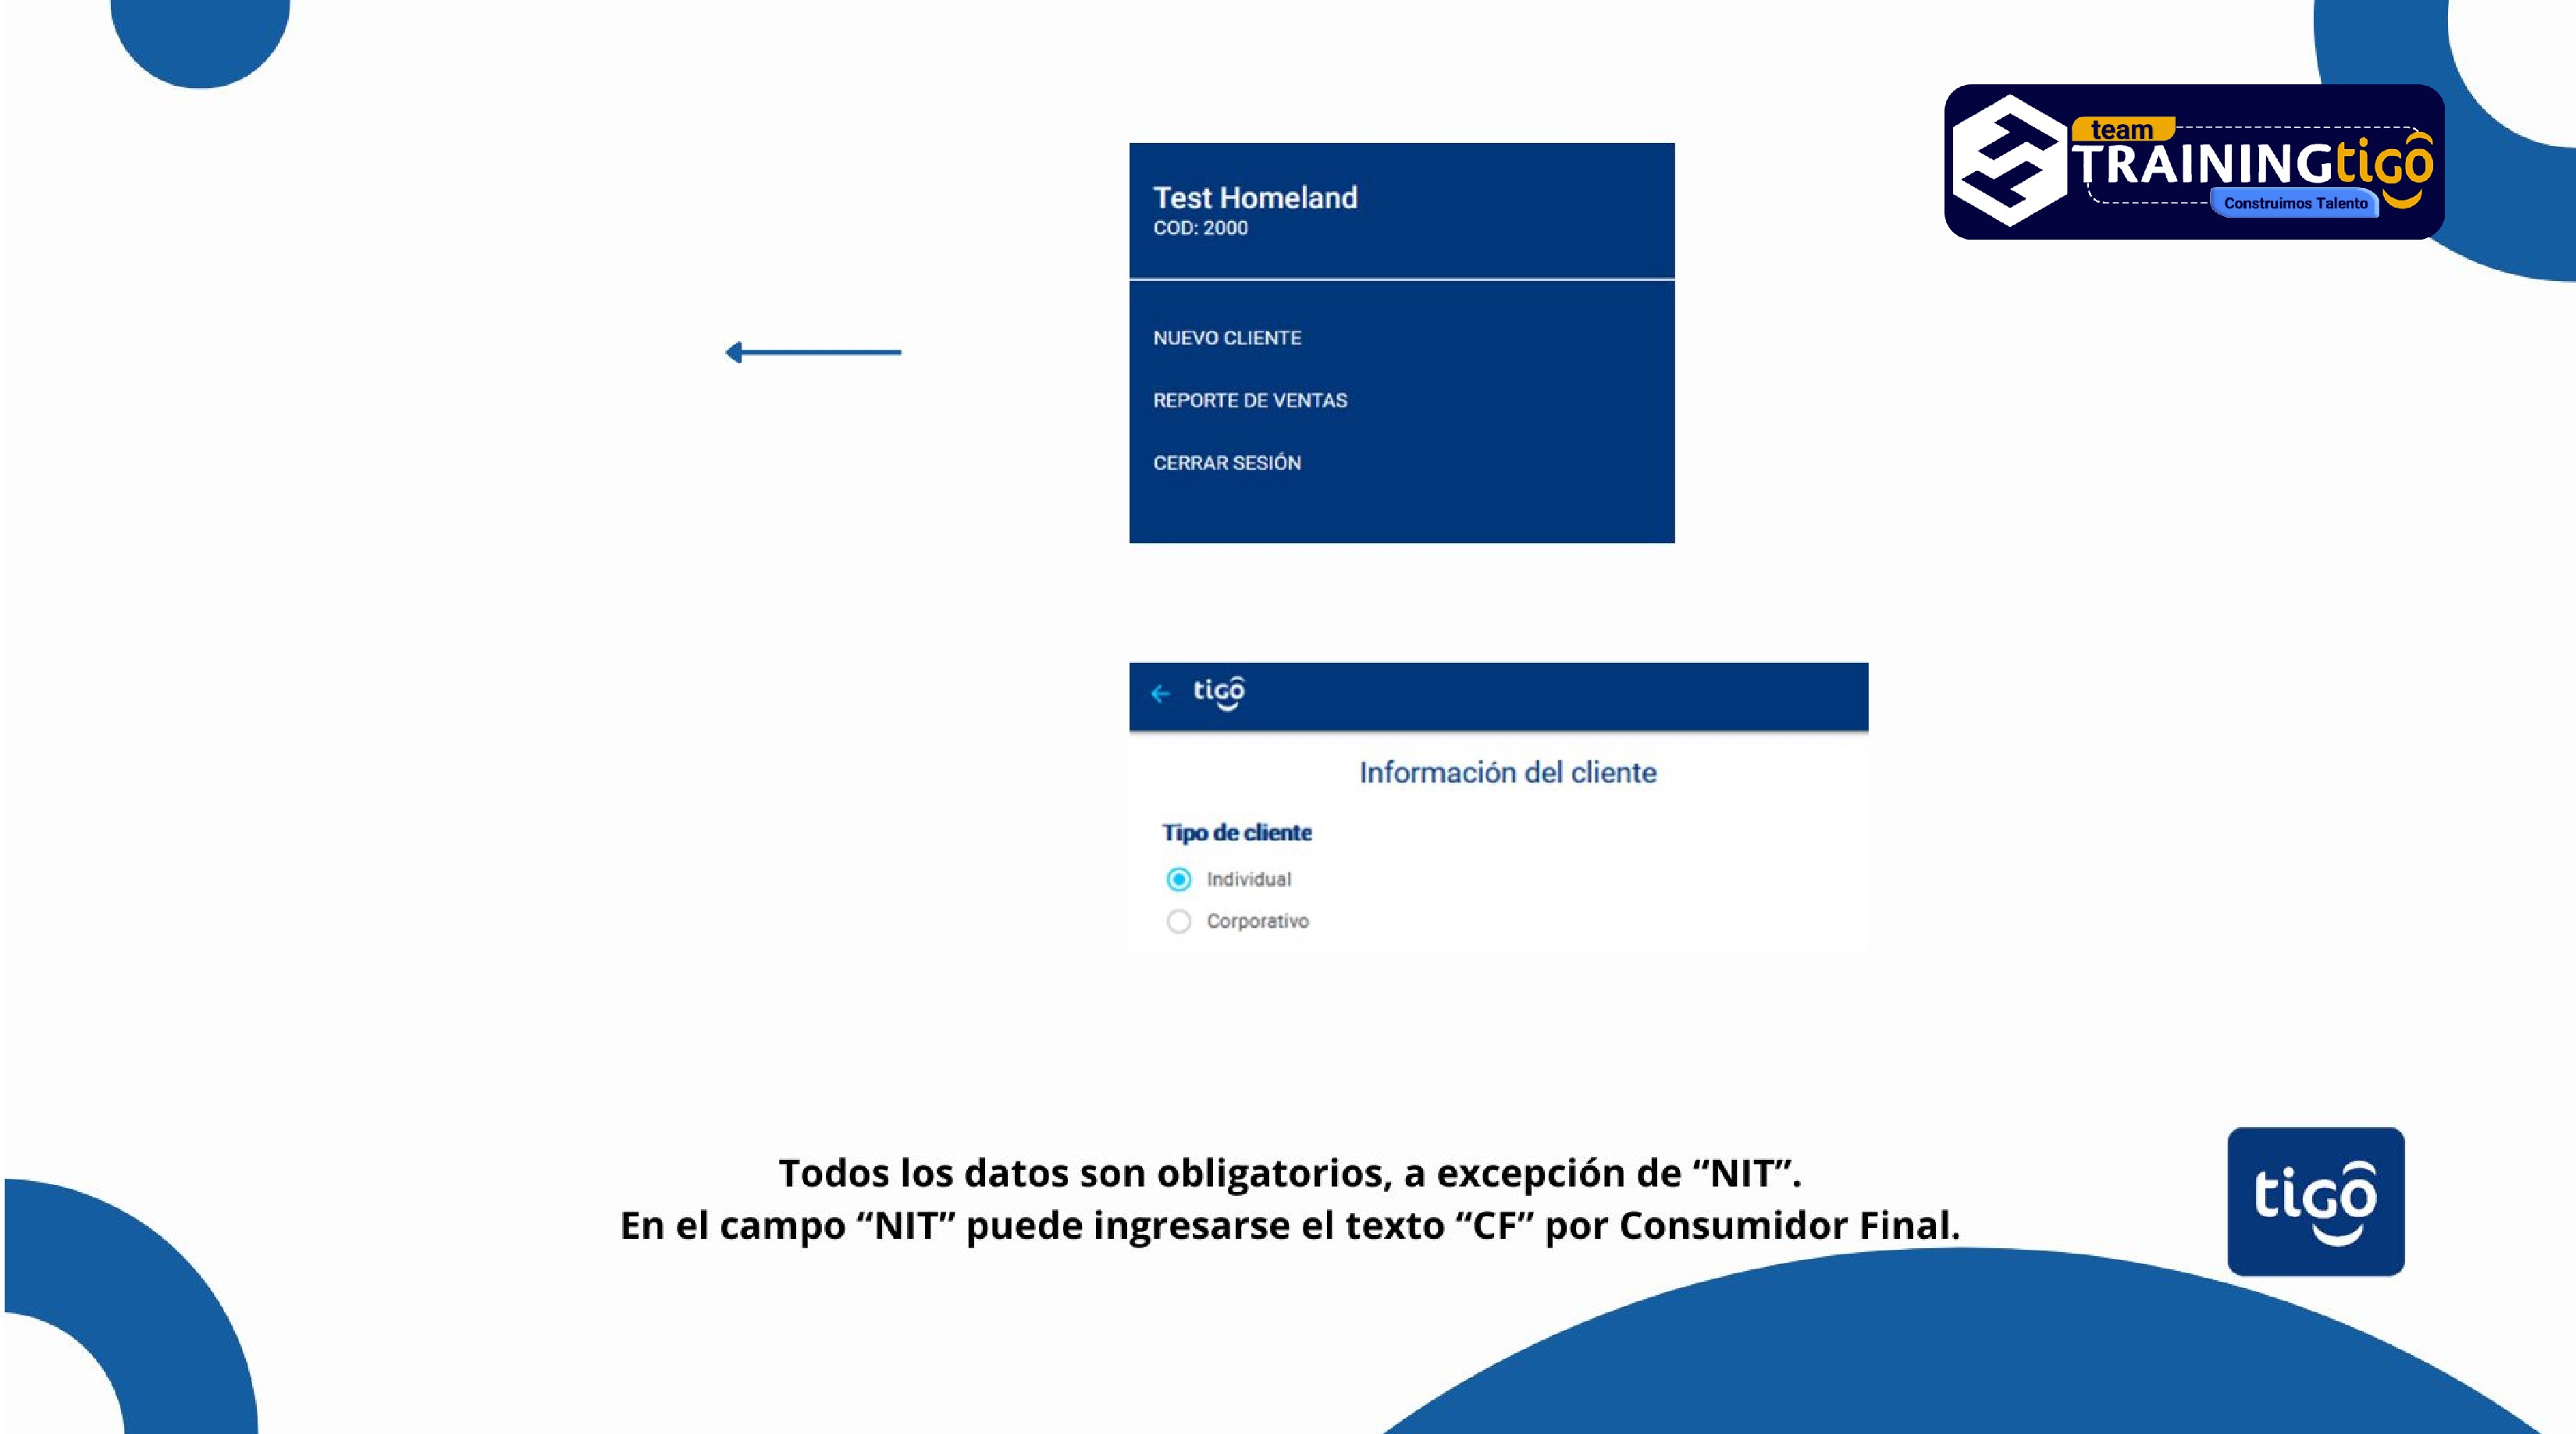 team
TRAININGtigo
Construimos Talento
Test Homeland
COD: 2000
NUEVO CLIENTE
REPORTE DE VENTAS
CERRAR SESIÓN
tigo
Información del cliente
Tipo de cliente
Individual
Corporativo
Todos los datos son obligatorios, a excepción de “NIT”.
En el campo “NIT” puede ingresarse el texto “CF” por Consumidor Final.
tigo